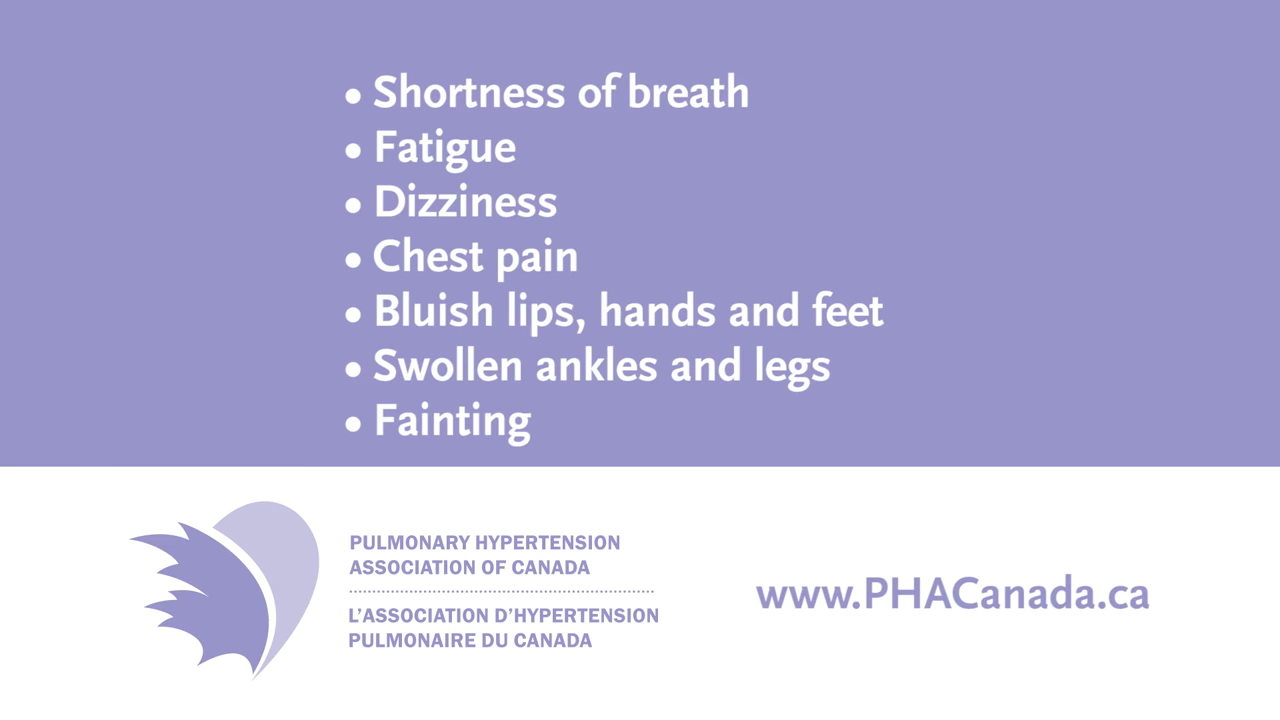 • Shortness of breath
• Fatigue
• Dizziness
• Chest pain
• Bluish lips, hands and feet
• Swollen ankles and legs
• Fainting
PULMONARY HYPERTENSION
ASSOCIATION OF CANADA
L'ASSOCIATION D'HYPERTENSION
PULMONAIRE DU CANADA
www.PHACanada.ca